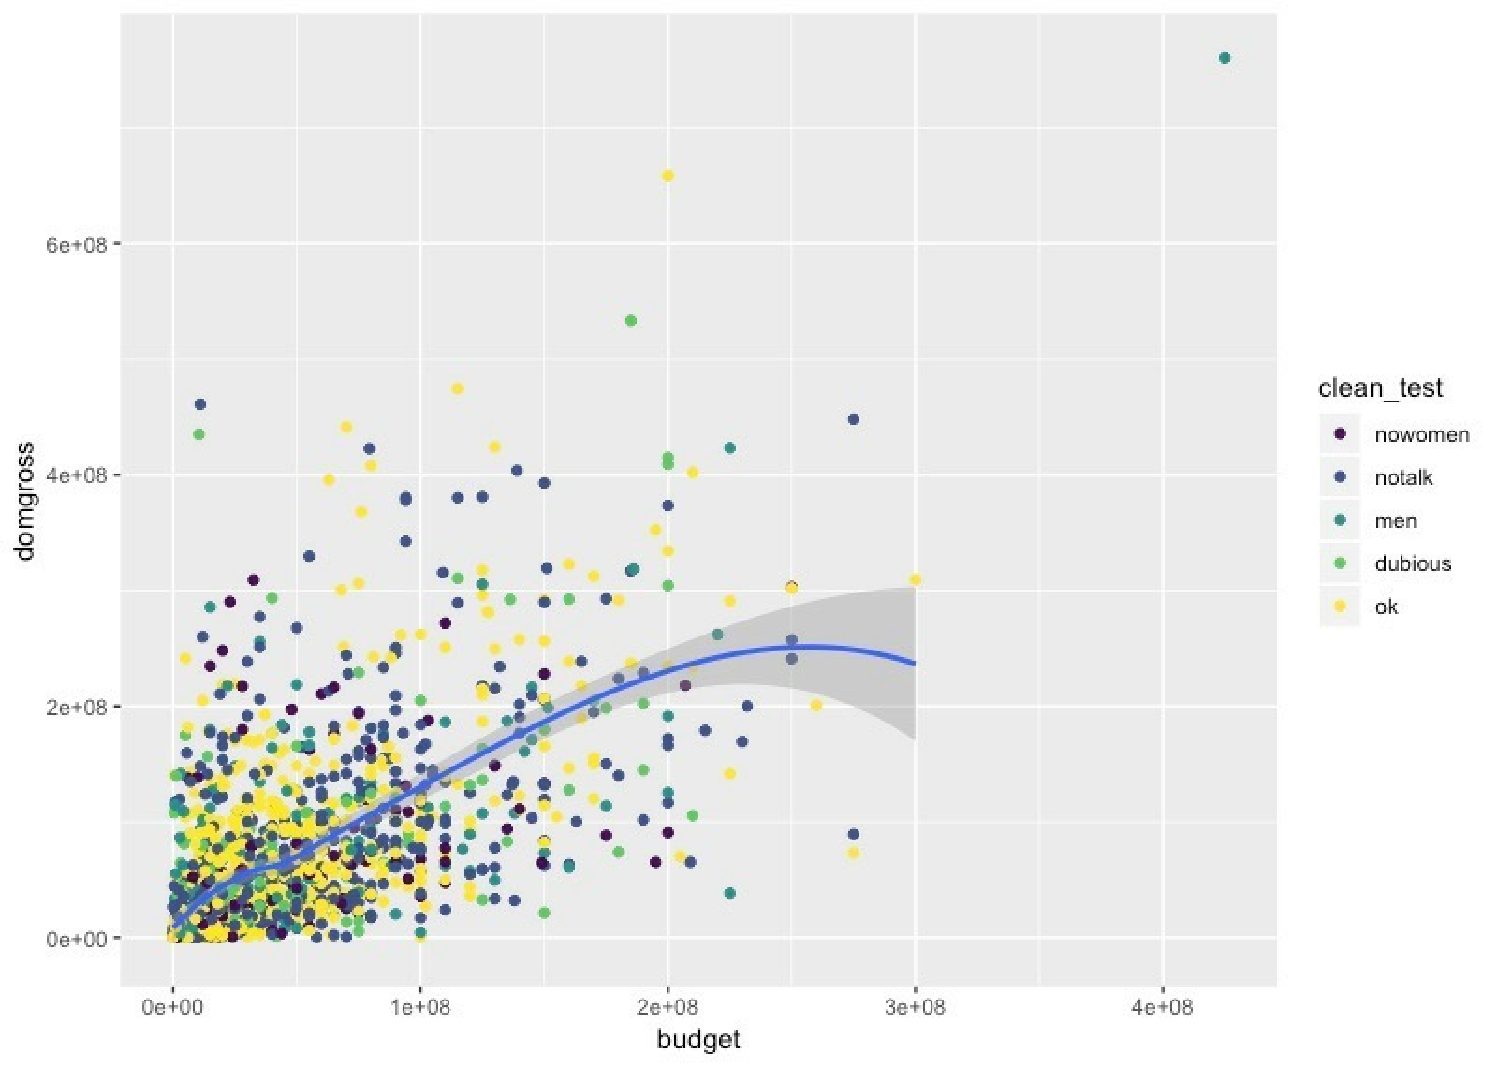 6e+08
4e+08
2e+08
0e+00
domgross
0e+00 1e+08 2e+08 3e+08 4e+08
budget
clean_test
nowomen
notalk
men
dubious
ok